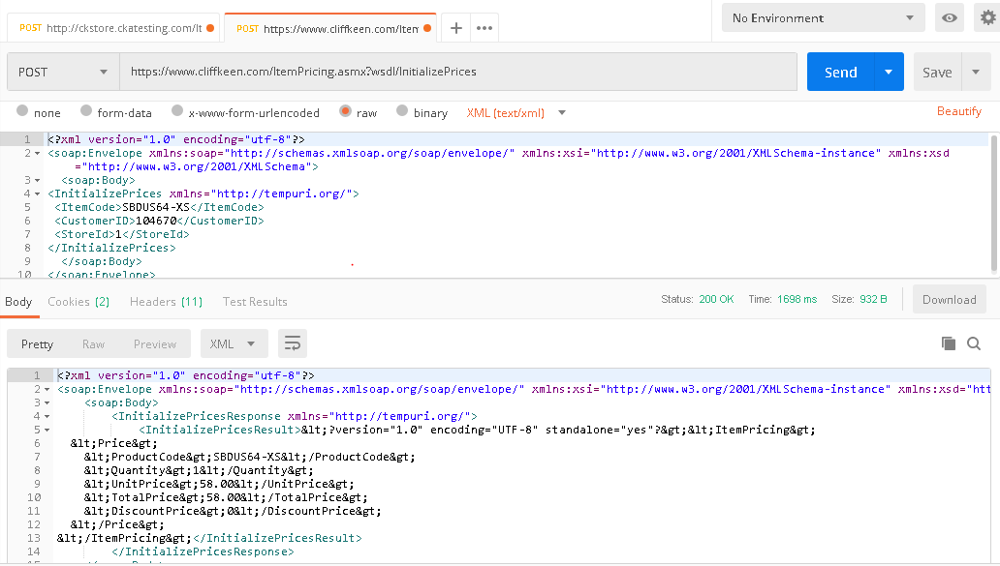 POST http://ckstore.ckatesting.com/It
POST https://www.cliffkeen.com/Item
+ •••
No Environment
POST https://www.cliffkeen.com/ItemPricing.asmx?wsdl/InitializePrices Send Save
none form-data x-www-form-urlencoded raw binary XML (text/xml) Beautify
1 <?xml version="1.0" encoding="utf-8"?>
2 <soap:Envelope xmlns:soap="http://schemas.xmlsoap.org/soap/envelope/" xmlns:xsi="http://www.w3.org/2001/XMLSchema-instance" xmlns:xsd
="http://www.w3.org/2001/XMLSchema">
3 <soap:Body>
4 <InitializePrices xmlns="http://tempuri.org/">
5 <ItemCode>SBDUS64-XS</ItemCode>
6 <CustomerID>104670</CustomerID>
7 <StoreId>1</StoreId>
8 </InitializePrices>
9 </soap:Body>
10 </soap:Envelope>
Body Cookies (2) Headers (11) Test Results Status: 200 OK Time: 1698 ms Size: 932 B Download
Pretty Raw Preview XML
1 <?xml version="1.0" encoding="utf-8"?>
2 <soap:Envelope xmlns:soap="http://schemas.xmlsoap.org/soap/envelope/" xmlns:xsi="http://www.w3.org/2001/XMLSchema-instance" xmlns:xsd="htt
3 <soap:Body>
4 <InitializePricesResponse xmlns="http://tempuri.org/">
5 <InitializePricesResult>&lt;?version="1.0" encoding="UTF-8" standalone="yes"?&gt;&lt;ItemPricing&gt;
6 &lt;Price&gt;
7 &lt;ProductCode&gt;SBDUS64-XS&lt;/ProductCode&gt;
8 &lt;Quantity&gt;1&lt;/Quantity&gt;
9 &lt;UnitPrice&gt;58.00&lt;/UnitPrice&gt;
10 &lt;TotalPrice&gt;58.00&lt;/TotalPrice&gt;
11 &lt;DiscountPrice&gt;0&lt;/DiscountPrice&gt;
12 &lt;/Price&gt;
13 &lt;/ItemPricing&gt;</InitializePricesResult>
14 </InitializePricesResponse>